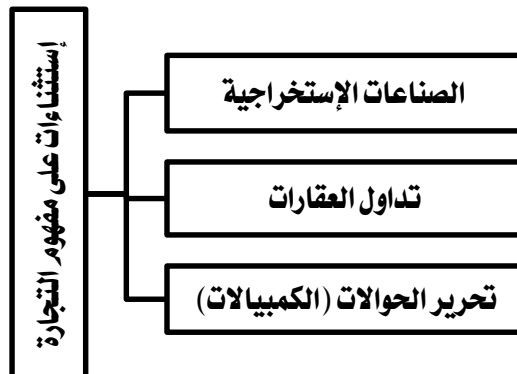 إستثناءات على مفهوم التجارة
الصناعات الإستخراجية
تداول العقارات
تحرير الحوالات (الكمبيالات)